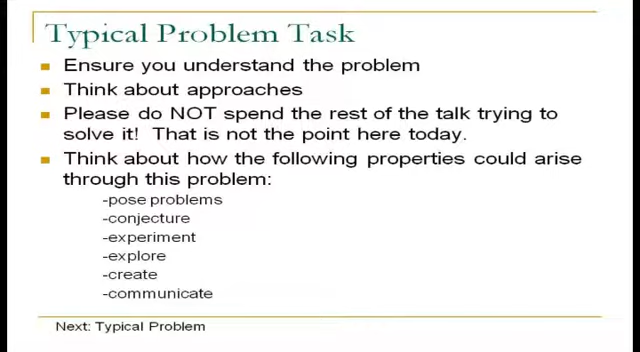 Typical Problem Task
Ensure you understand the problem
Think about approaches
Please do NOT spend the rest of the talk trying to
solve it! That is not the point here today.
Think about how the following properties could arise
through this problem:
-pose problems
-conjecture
-experiment
-explore
-create
-communicate
Next: Typical Problem